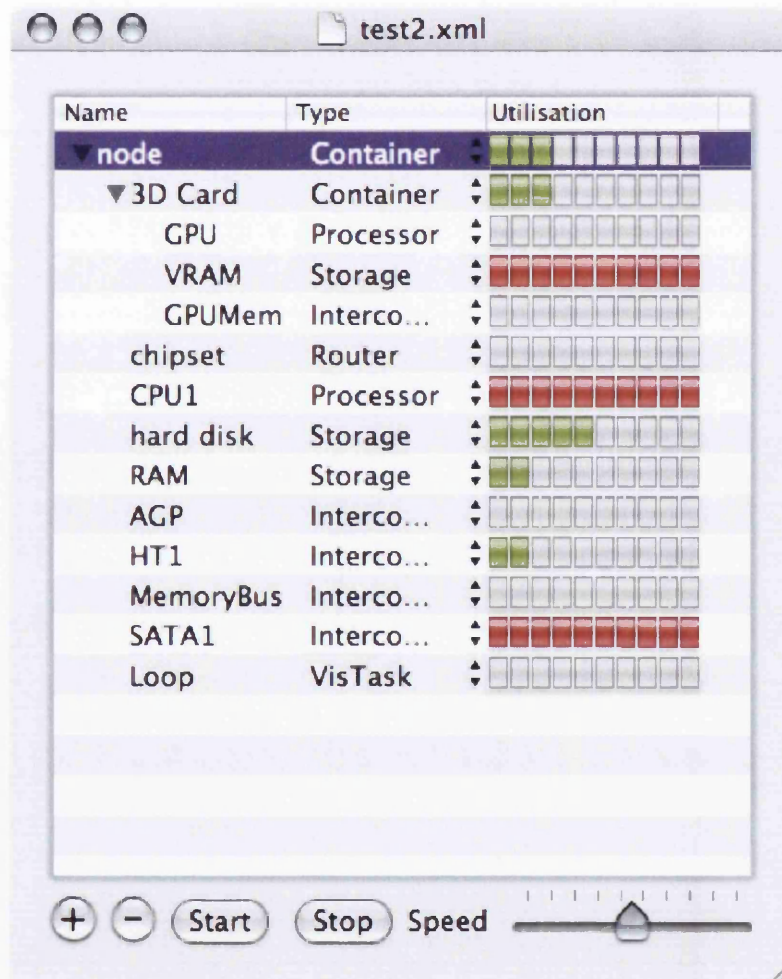 test2.xml
Name Type Utilisation
node Container
3D Card Container
GPU Processor
VRAM Storage
GPUMem Interco...
chipset Router
CPU1 Processor
hard disk Storage
RAM Storage
AGP Interco...
HT1 Interco...
MemoryBus Interco...
SATA1 Interco...
Loop VisTask
+ − Start Stop Speed